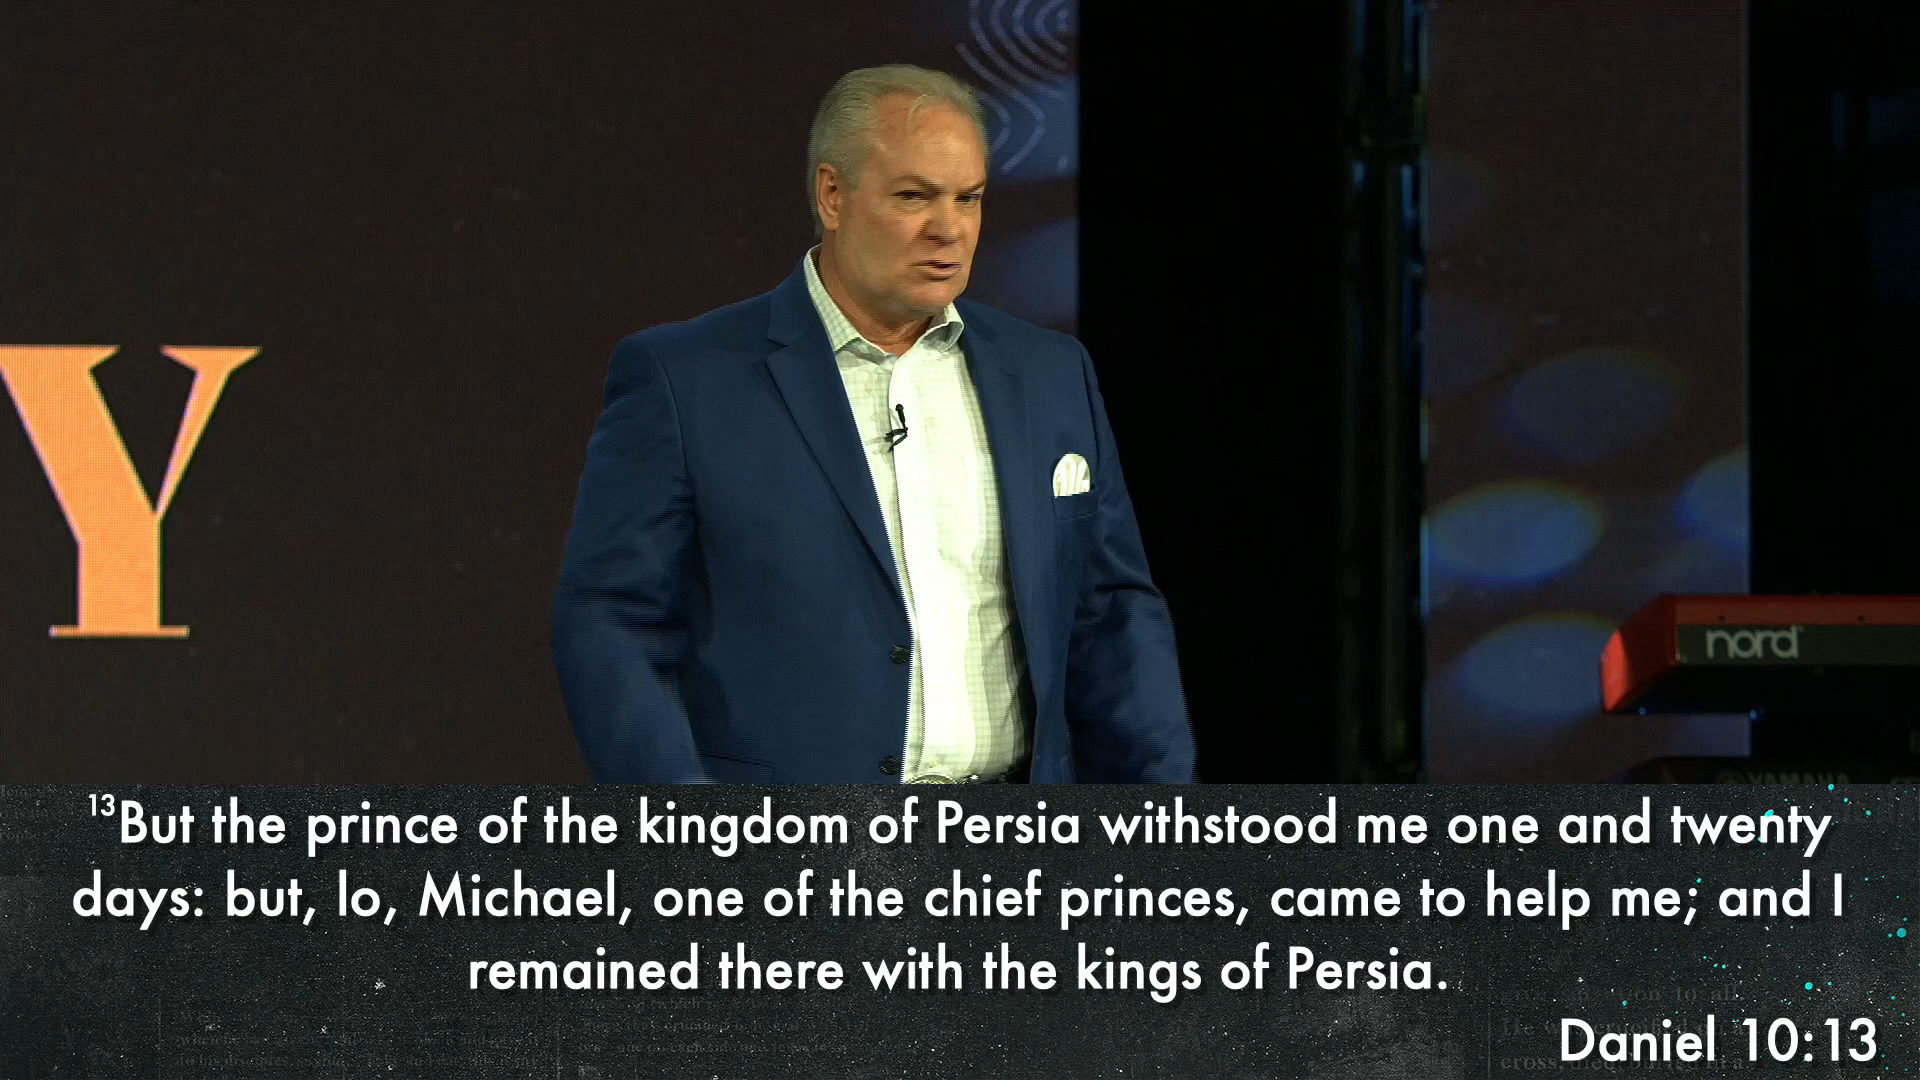 Y
nord
YAMAHA
¹³But the prince of the kingdom of Persia withstood me one and twenty
days: but, lo, Michael, one of the chief princes, came to help me; and I
remained there with the kings of Persia.
Daniel 10:13